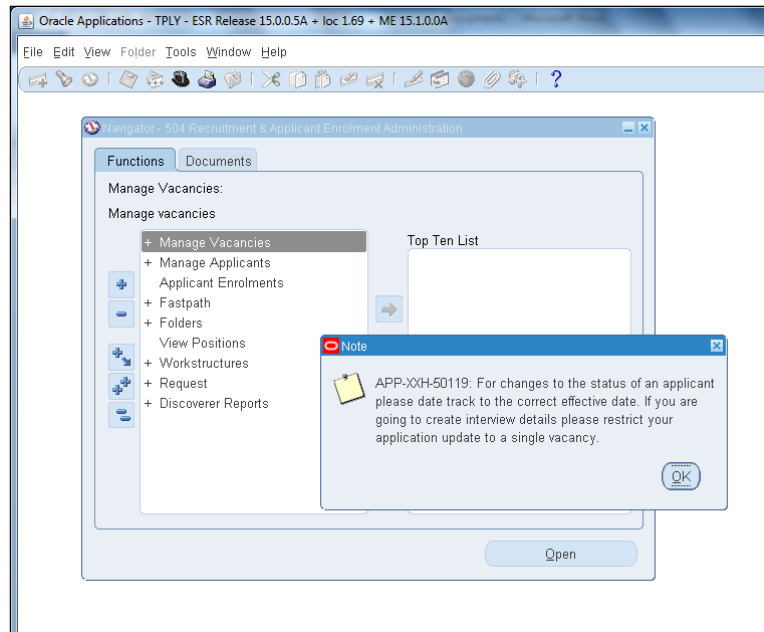 Oracle Applications - TPLY - ESR Release 15.0.0.5A + loc 1.69 + ME 15.1.0.0A
File Edit View Folder Tools Window Help
Navigator - 504 Recruitment & Applicant Enrolment Administration
Functions Documents
Manage Vacancies:
Manage vacancies
Top Ten List
+ Manage Vacancies
+ Manage Applicants
Applicant Enrolments
+ Fastpath
+ Folders
View Positions
+ Workstructures
+ Request
+ Discoverer Reports
Note
APP-XXH-50119: For changes to the status of an applicant
please date track to the correct effective date. If you are
going to create interview details please restrict your
application update to a single vacancy.
OK
Open